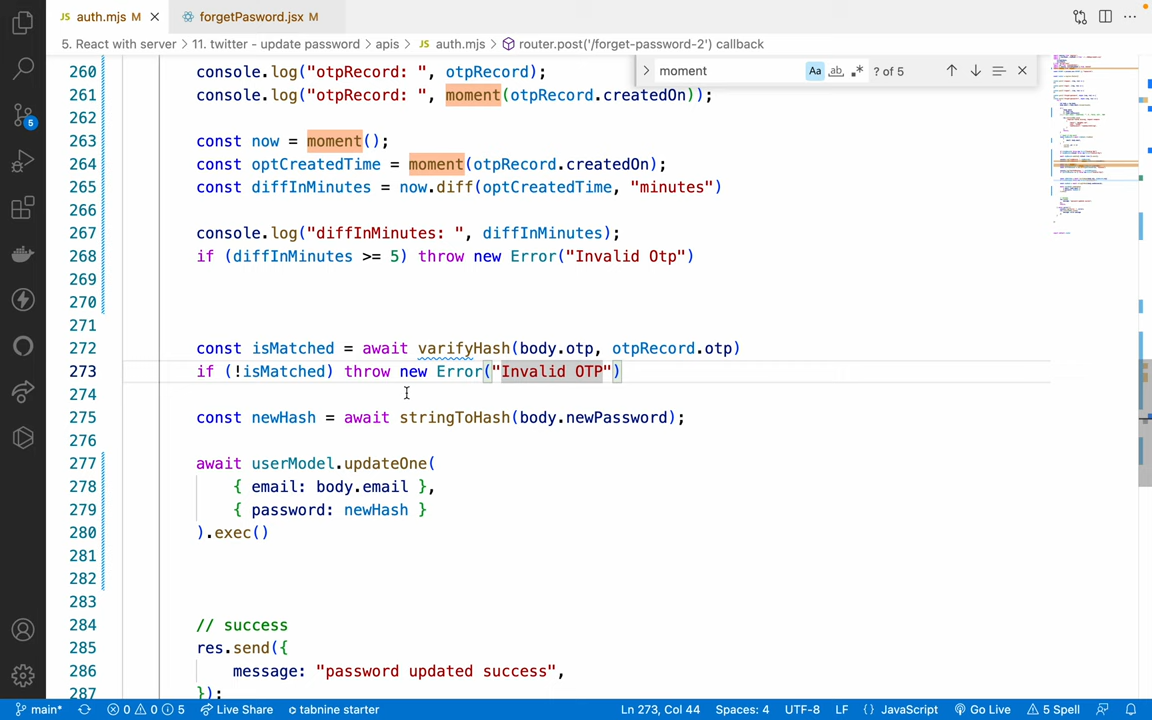 JS auth.mjs M
forgetPasword.jsx M
5. React with server > 11. twitter - update password > apis > JS auth.mjs > router.post('/forget-password-2') callback
moment
Aa ab ? of 5
260 console.log("otpRecord: ", otpRecord);
261 console.log("otpRecord: ", moment(otpRecord.createdOn));
262
263 const now = moment();
264 const optCreatedTime = moment(otpRecord.createdOn);
265 const diffInMinutes = now.diff(optCreatedTime, "minutes")
266
267 console.log("diffInMinutes: ", diffInMinutes);
268 if (diffInMinutes >= 5) throw new Error("Invalid Otp")
269
270
271
272 const isMatched = await varifyHash(body.otp, otpRecord.otp)
273 if (!isMatched) throw new Error("Invalid OTP")
274
275 const newHash = await stringToHash(body.newPassword);
276
277 await userModel.updateOne(
278 { email: body.email },
279 { password: newHash }
280 ).exec()
281
282
283
284 // success
285 res.send({
286 message: "password updated success",
287 });
5
main* 0 0 5 Live Share tabnine starter Ln 273, Col 44 Spaces: 4 UTF-8 LF {} JavaScript Go Live 5 Spell